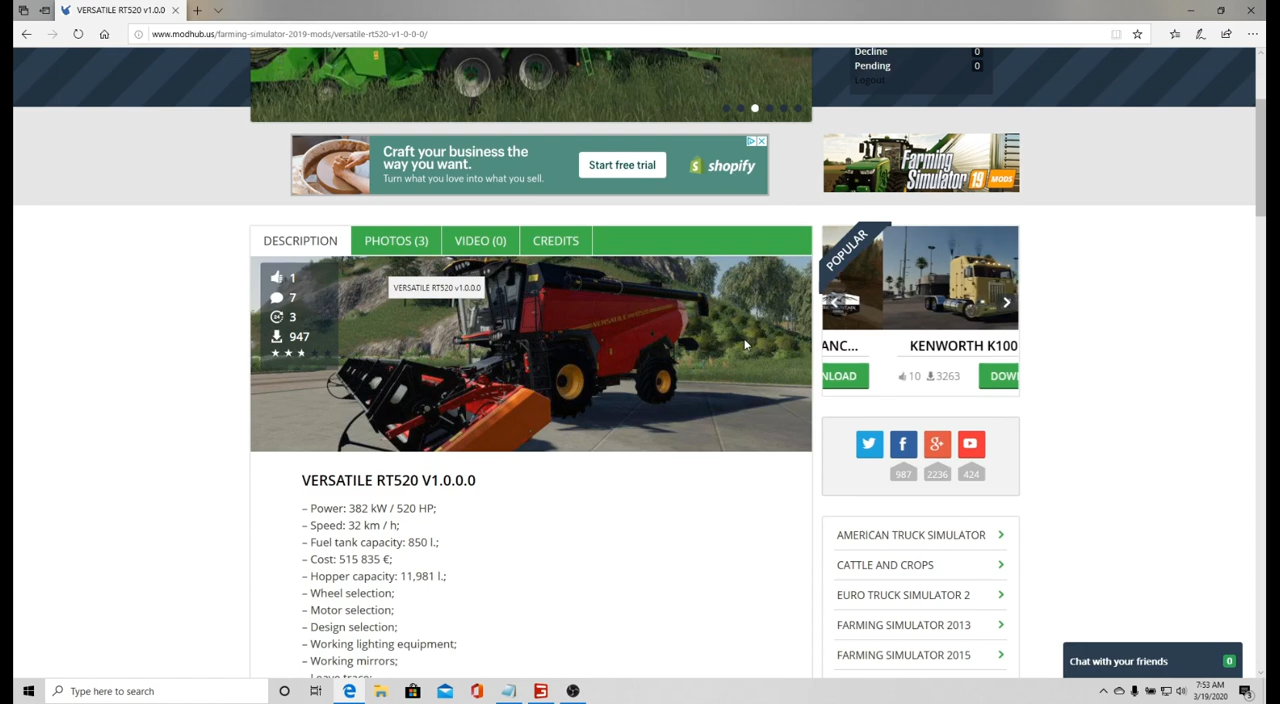 VERSATILE RT520 V1.0.0
www.modhub.us/farming-simulator-2019-mods/versatile-rt520-v1-0-0-0/
Decline 0
Pending 0
Logout
Craft your business the
way you want.
Turn what you love into what you sell.
Start free trial
shopify
Farming
Simulator 19 MODS
DESCRIPTION
PHOTOS (3)
VIDEO (0)
CREDITS
POPULAR
1
7
3
947
VERSATILE RT520 v1.0.0.0
VERSATILE
ANC...
KENWORTH K100
NLOAD
10 3263
DOW
987 2236 424
VERSATILE RT520 V1.0.0.0
– Power: 382 kW / 520 HP;
– Speed: 32 km / h;
– Fuel tank capacity: 850 l.;
– Cost: 515 835 €;
– Hopper capacity: 11,981 l.;
– Wheel selection;
– Motor selection;
– Design selection;
– Working lighting equipment;
– Working mirrors;
AMERICAN TRUCK SIMULATOR
CATTLE AND CROPS
EURO TRUCK SIMULATOR 2
FARMING SIMULATOR 2013
FARMING SIMULATOR 2015
Chat with your friends 0
Type here to search
7:53 AM
3/19/2020
3